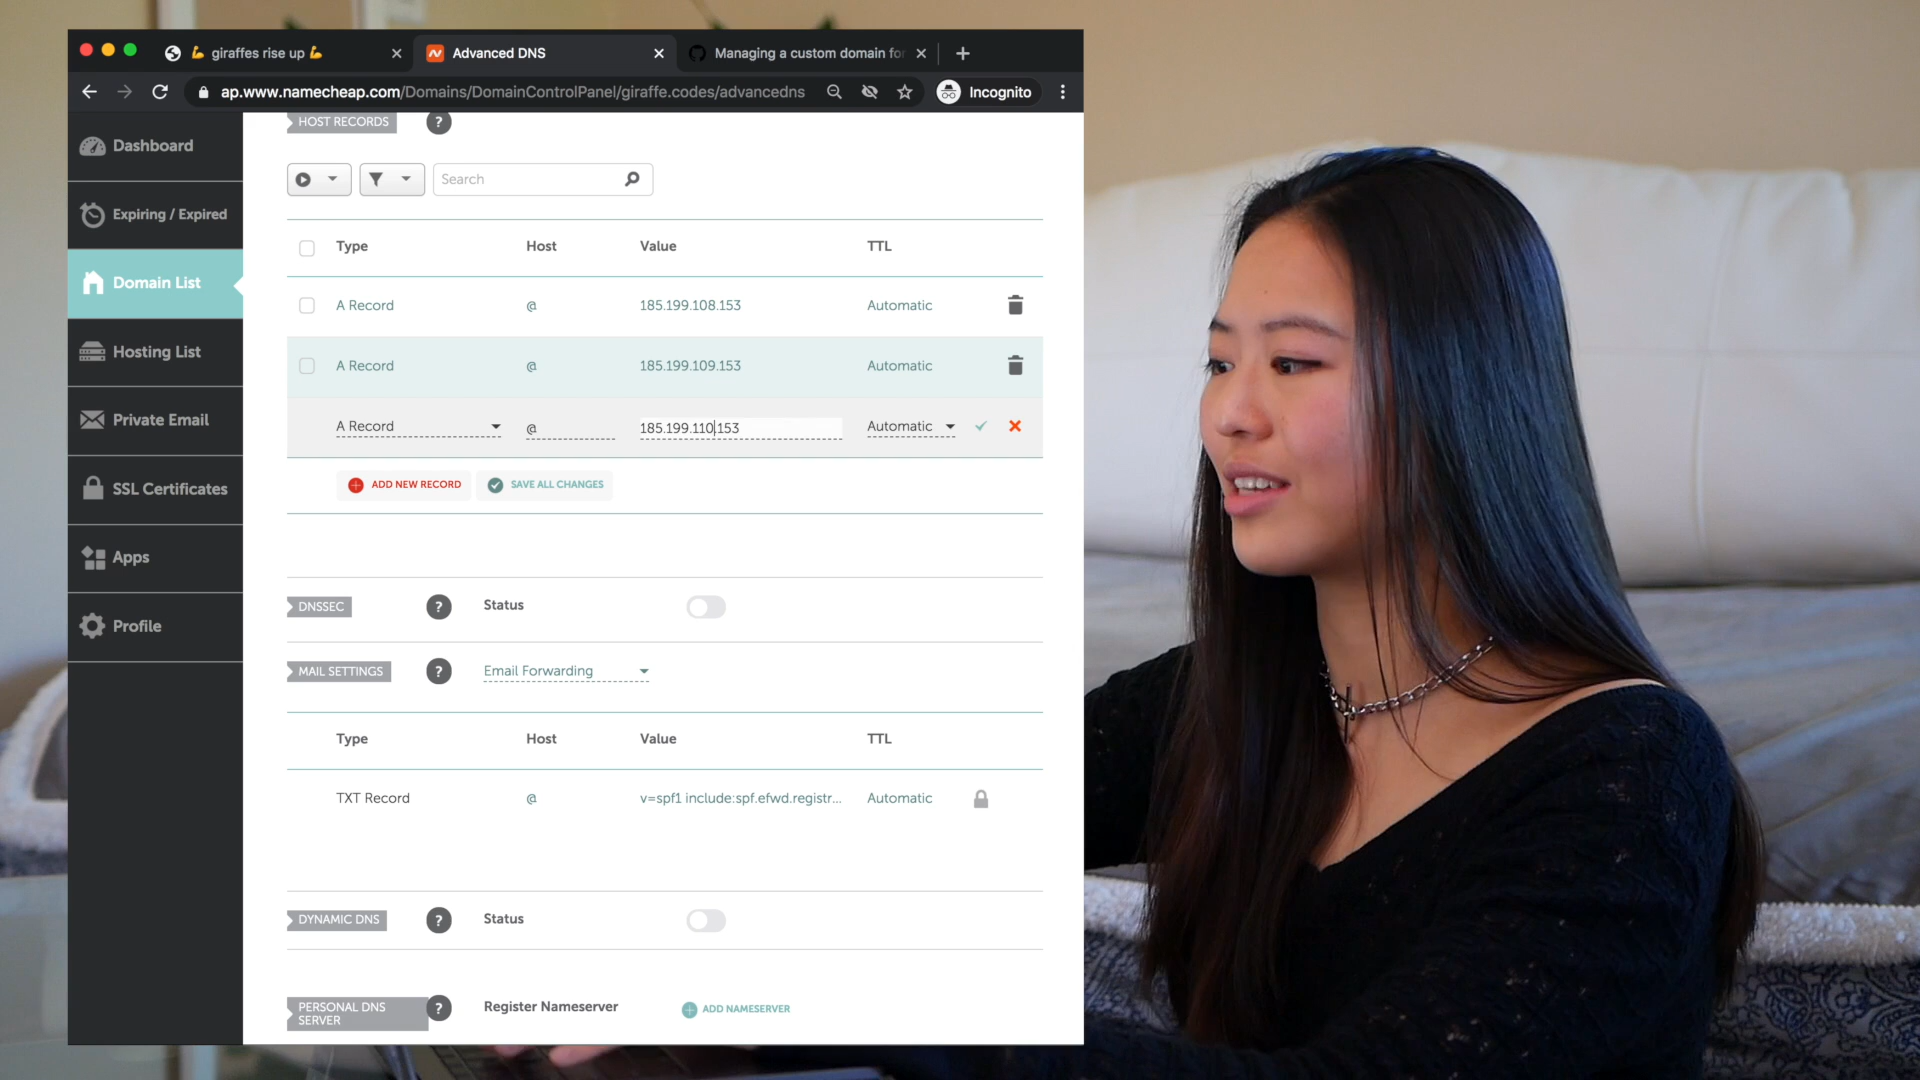 💪 giraffes rise up 💪
Advanced DNS
Managing a custom domain for
ap.www.namecheap.com/Domains/DomainControlPanel/giraffe.codes/advancedns
Incognito
Dashboard
Expiring / Expired
Domain List
Hosting List
Private Email
SSL Certificates
Apps
Profile
HOST RECORDS ?
Search
Type Host Value TTL
A Record @ 185.199.108.153 Automatic
A Record @ 185.199.109.153 Automatic
A Record @ 185.199.110.153 Automatic
ADD NEW RECORD SAVE ALL CHANGES
DNSSEC ? Status
MAIL SETTINGS ? Email Forwarding
Type Host Value TTL
TXT Record @ v=spf1 include:spf.efwd.registr... Automatic
DYNAMIC DNS ? Status
PERSONAL DNS
SERVER
? Register Nameserver ADD NAMESERVER